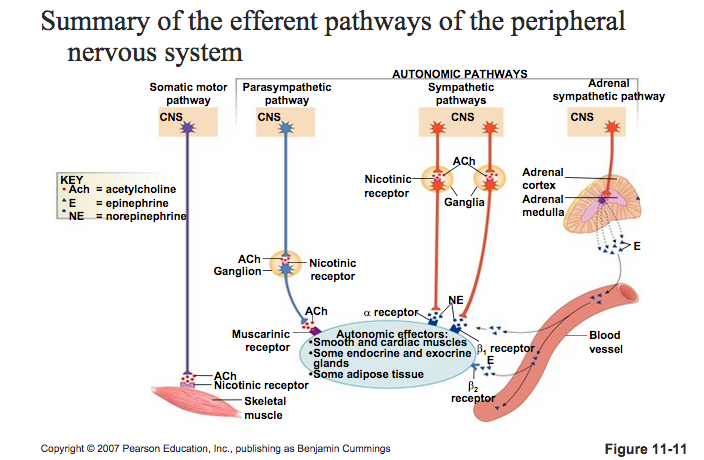 Summary of the efferent pathways of the peripheral
nervous system
AUTONOMIC PATHWAYS
Somatic motor
pathway
Parasympathetic
pathway
Sympathetic
pathways
Adrenal
sympathetic pathway
CNS
CNS
CNS
CNS
KEY
Ach = acetylcholine
E = epinephrine
NE = norepinephrine
ACh
Nicotinic
receptor
Ganglia
Adrenal
cortex
Adrenal
medulla
E
ACh
Ganglion
Nicotinic
receptor
ACh
α receptor
NE
Muscarinic
receptor
Autonomic effectors:
•Smooth and cardiac muscles
•Some endocrine and exocrine
glands
•Some adipose tissue
β1 receptor
E
β2
receptor
Blood
vessel
ACh
Nicotinic receptor
Skeletal
muscle
Copyright © 2007 Pearson Education, Inc., publishing as Benjamin Cummings
Figure 11-11